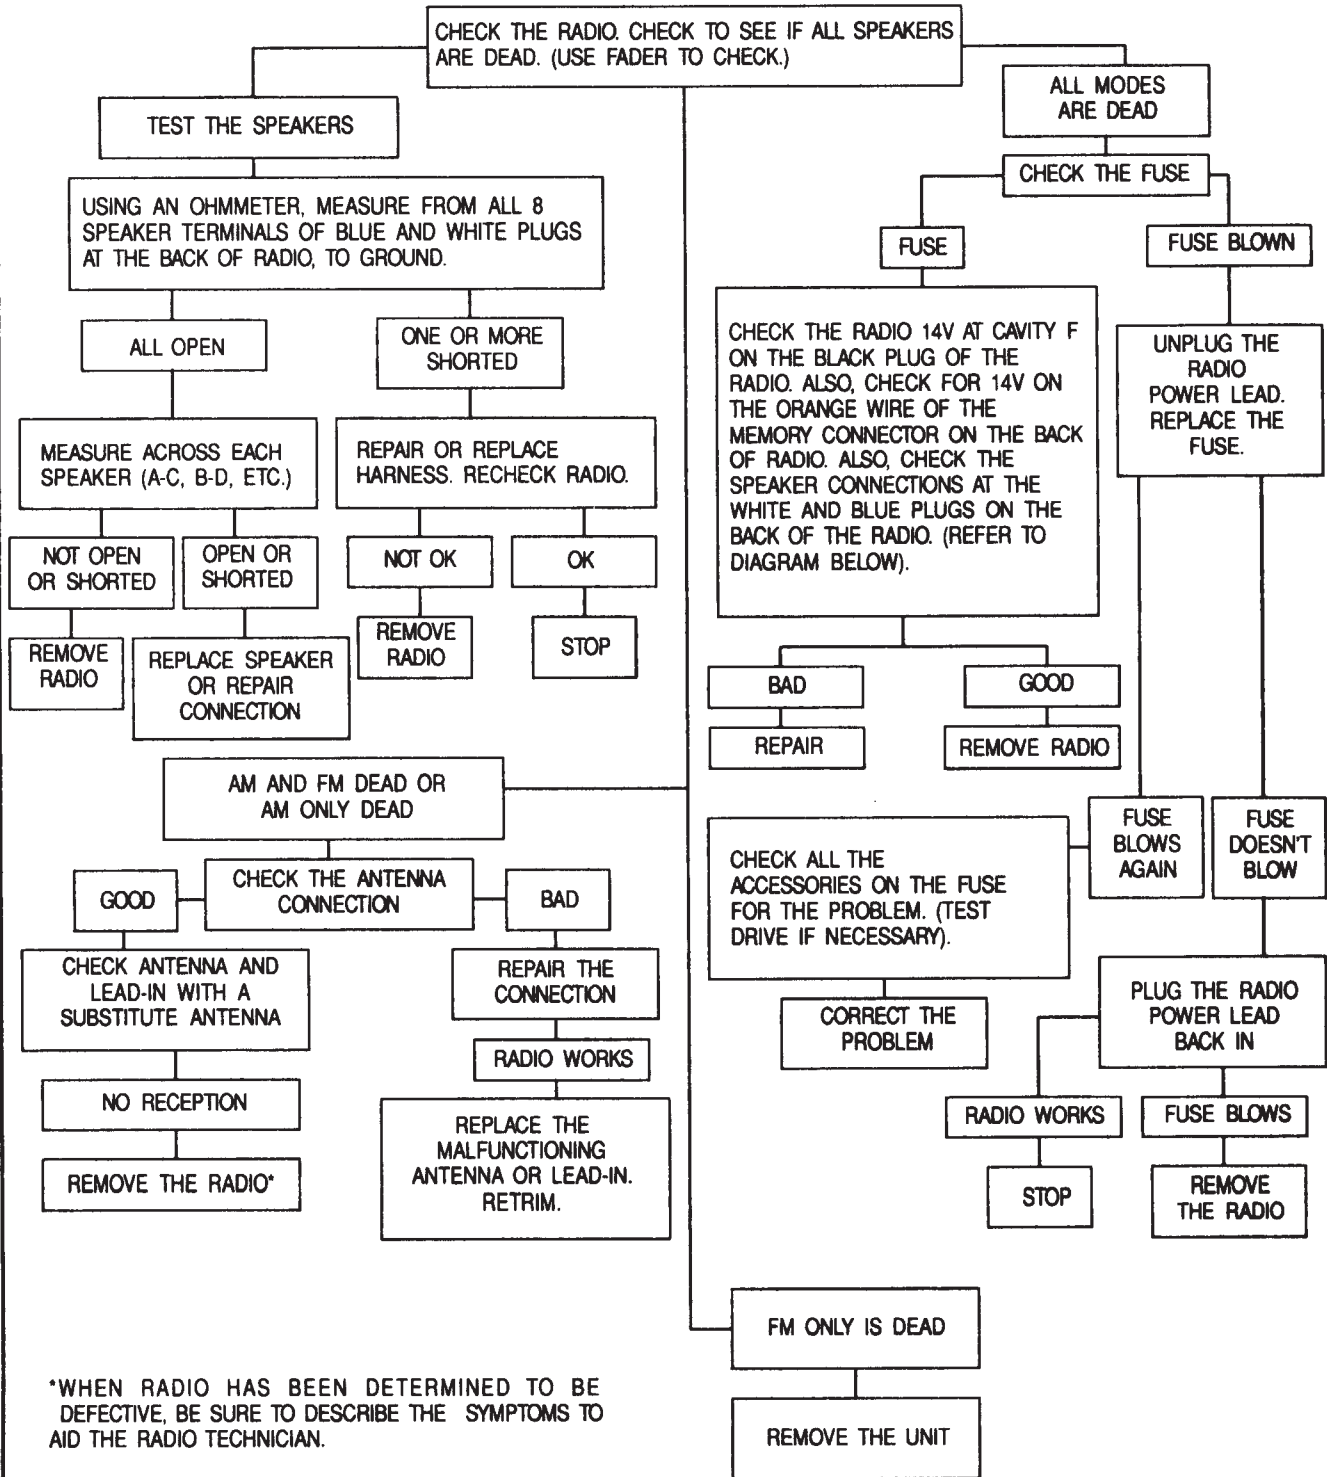 CHECK THE RADIO. CHECK TO SEE IF ALL SPEAKERS
ARE DEAD. (USE FADER TO CHECK.)
TEST THE SPEAKERS
USING AN OHMMETER, MEASURE FROM ALL 8
SPEAKER TERMINALS OF BLUE AND WHITE PLUGS
AT THE BACK OF RADIO, TO GROUND.
ALL OPEN
ONE OR MORE
SHORTED
MEASURE ACROSS EACH
SPEAKER (A-C, B-D, ETC.)
REPAIR OR REPLACE
HARNESS. RECHECK RADIO.
NOT OPEN
OR SHORTED
OPEN OR
SHORTED
NOT OK
OK
REMOVE
RADIO
REPLACE SPEAKER
OR REPAIR
CONNECTION
REMOVE
RADIO
STOP
ALL MODES
ARE DEAD
CHECK THE FUSE
FUSE
FUSE BLOWN
CHECK THE RADIO 14V AT CAVITY F
ON THE BLACK PLUG OF THE
RADIO. ALSO, CHECK FOR 14V ON
THE ORANGE WIRE OF THE
MEMORY CONNECTOR ON THE BACK
OF RADIO. ALSO, CHECK THE
SPEAKER CONNECTIONS AT THE
WHITE AND BLUE PLUGS ON THE
BACK OF THE RADIO. (REFER TO
DIAGRAM BELOW).
UNPLUG THE
RADIO
POWER LEAD.
REPLACE THE
FUSE.
BAD
GOOD
REPAIR
REMOVE RADIO
FUSE
BLOWS
AGAIN
FUSE
DOESN'T
BLOW
CHECK ALL THE
ACCESSORIES ON THE FUSE
FOR THE PROBLEM. (TEST
DRIVE IF NECESSARY).
CORRECT THE
PROBLEM
PLUG THE RADIO
POWER LEAD
BACK IN
RADIO WORKS
FUSE BLOWS
STOP
REMOVE
THE RADIO
AM AND FM DEAD OR
AM ONLY DEAD
GOOD
CHECK THE ANTENNA
CONNECTION
BAD
CHECK ANTENNA AND
LEAD-IN WITH A
SUBSTITUTE ANTENNA
REPAIR THE
CONNECTION
NO RECEPTION
RADIO WORKS
REMOVE THE RADIO*
REPLACE THE
MALFUNCTIONING
ANTENNA OR LEAD-IN.
RETRIM.
FM ONLY IS DEAD
REMOVE THE UNIT
*WHEN RADIO HAS BEEN DETERMINED TO BE
DEFECTIVE, BE SURE TO DESCRIBE THE SYMPTOMS TO
AID THE RADIO TECHNICIAN.